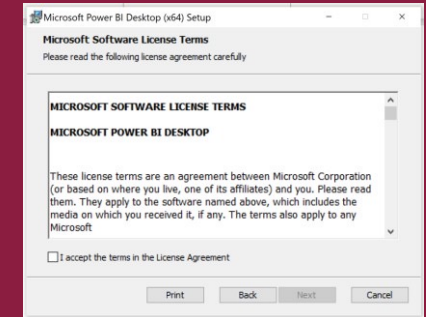 Microsoft Power BI Desktop (x64) Setup
Microsoft Software License Terms
Please read the following license agreement carefully
MICROSOFT SOFTWARE LICENSE TERMS
MICROSOFT POWER BI DESKTOP
These license terms are an agreement between Microsoft Corporation
(or based on where you live, one of its affiliates) and you. Please read
them. They apply to the software named above, which includes the
media on which you received it, if any. The terms also apply to any
Microsoft
I accept the terms in the License Agreement
Print Back Next Cancel